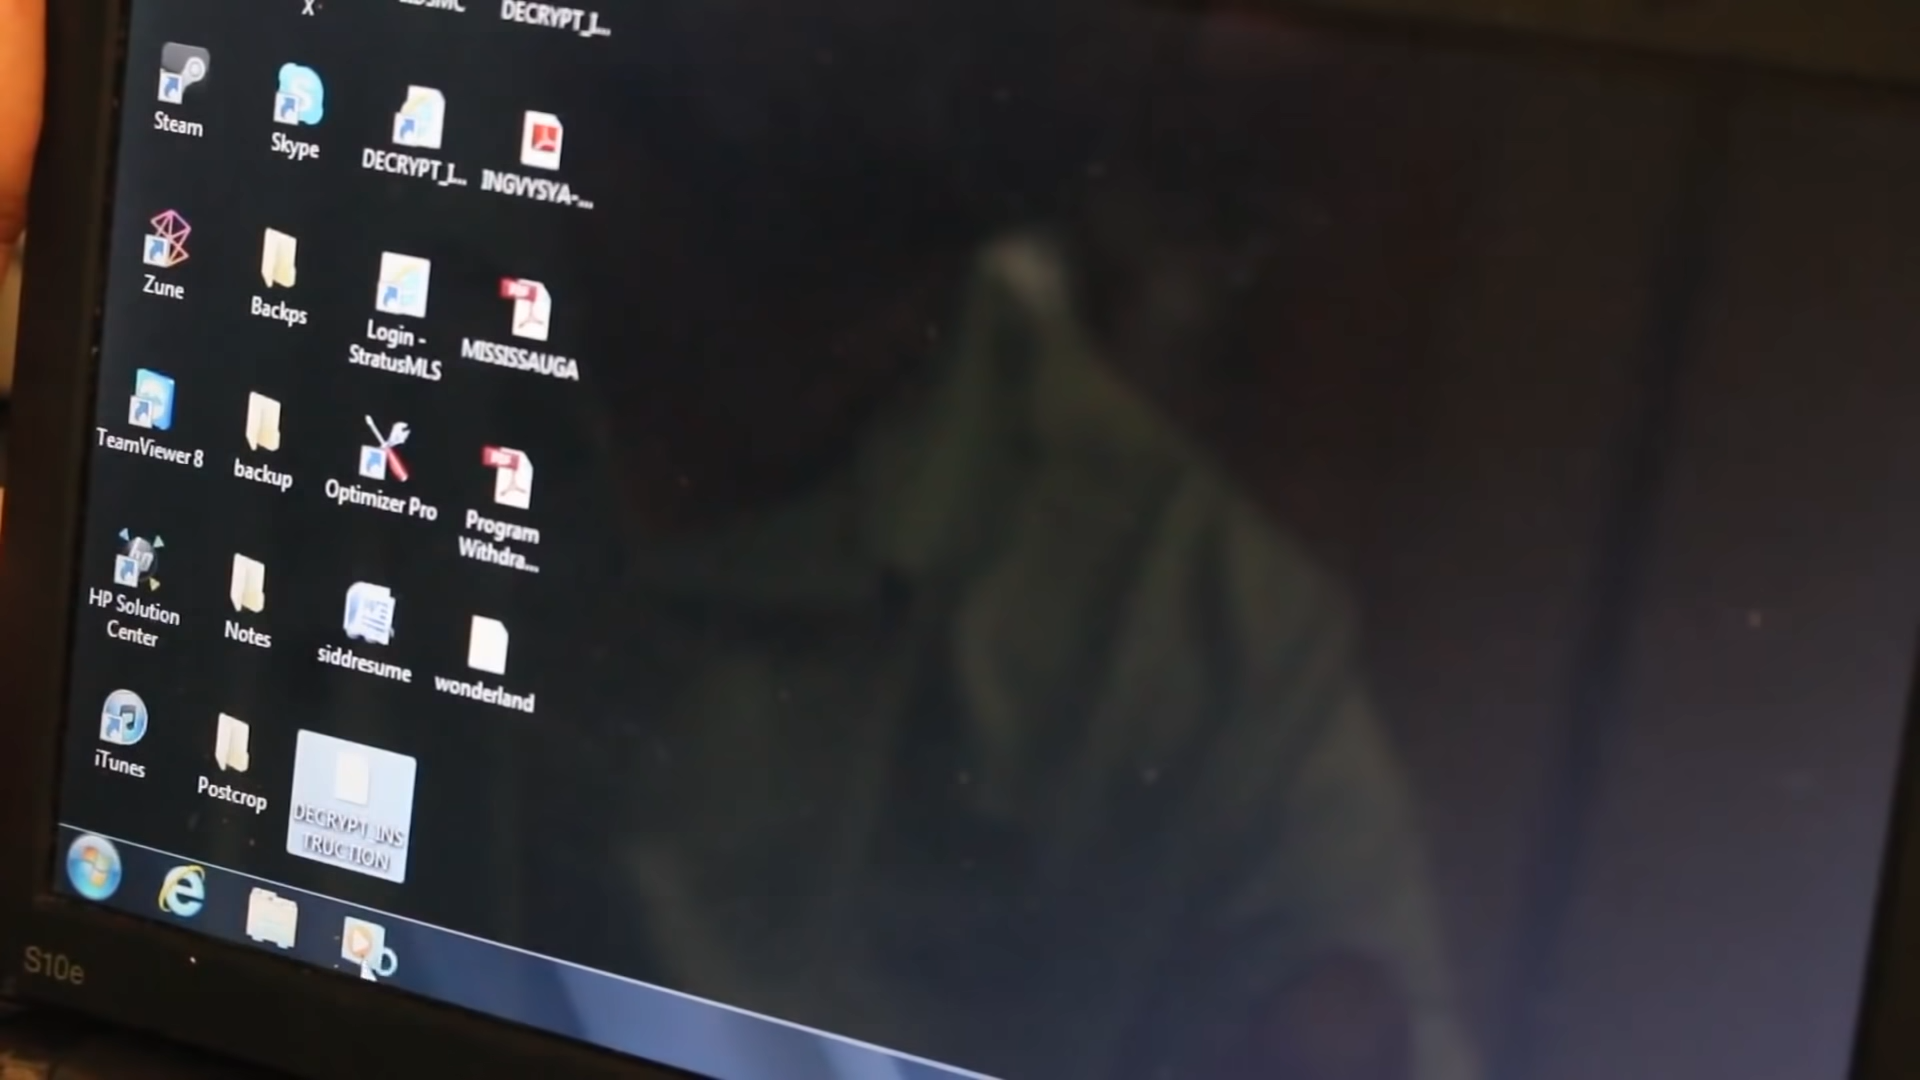 X
DECRYPT_I...
Steam
Skype
DECRYPT_I...
INGVYSYA-...
Zune
Backps
Login -
StratusMLS
MISSISSAUGA
TeamViewer 8
backup
Optimizer Pro
Program
Withdra...
HP Solution
Center
Notes
siddresume
wonderland
iTunes
Postcrop
DECRYPT_INS
TRUCTION
S10e